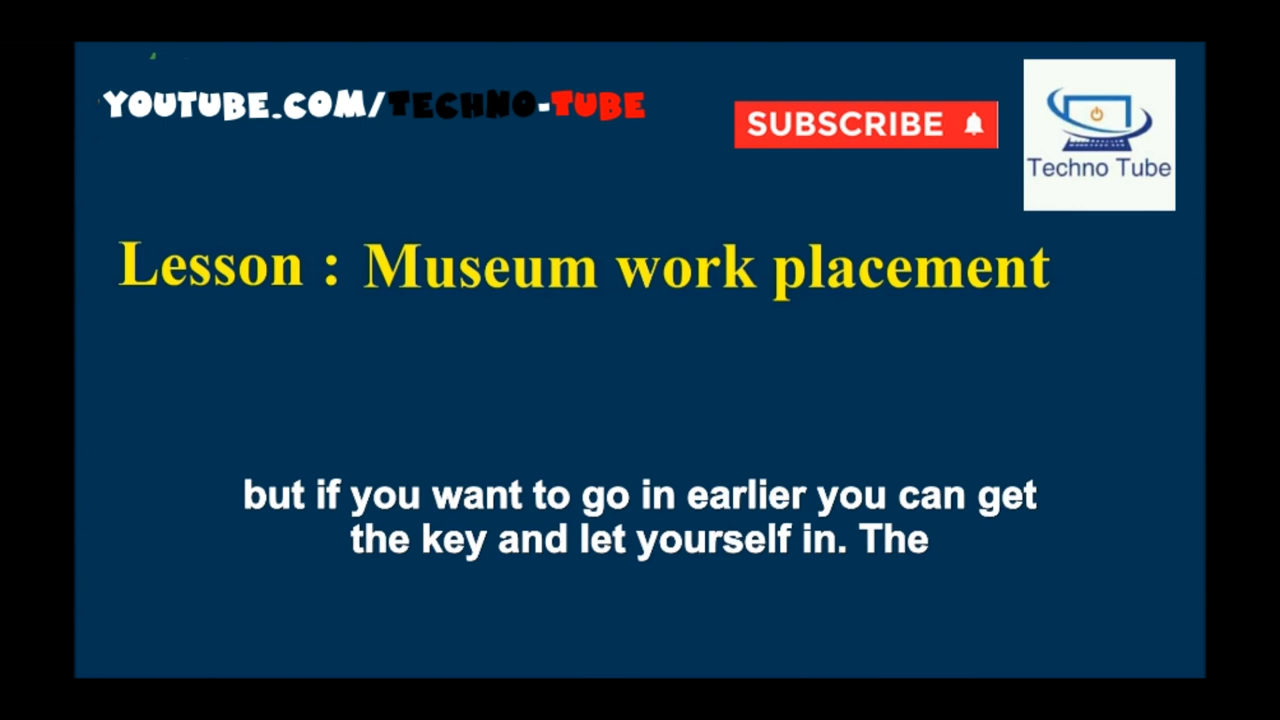 YOUTUBE.COM/TECHNO-TUBE
SUBSCRIBE
Techno Tube
Lesson : Museum work placement
but if you want to go in earlier you can get
the key and let yourself in. The